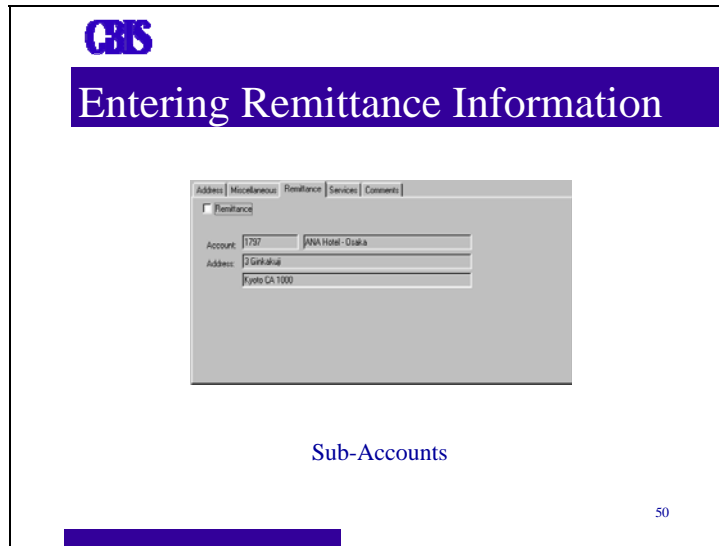 CBIS
Entering Remittance Information
Address Miscellaneous Remittance Services Comments
Remittance
Account: 1797 ANA Hotel - Osaka
Address: 3 Ginkakuji
Kyoto CA 1000
Sub-Accounts
50